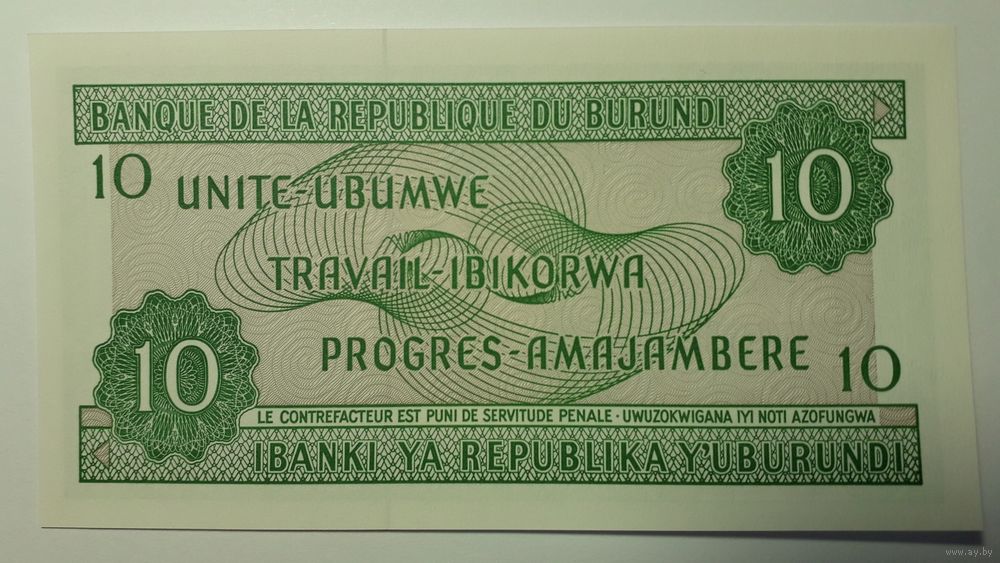 BANQUE DE LA REPUBLIQUE DU BURUNDI
10
10
UNITE-UBUMWE
TRAVAIL-IBIKORWA
PROGRES-AMAJAMBERE
10
10
LE CONTREFACTEUR EST PUNI DE SERVITUDE PENALE · UWUZOKWIGANA IYI NOTI AZOFUNGWA
IBANKI YA REPUBLIKA Y'UBURUNDI
www.ay.by